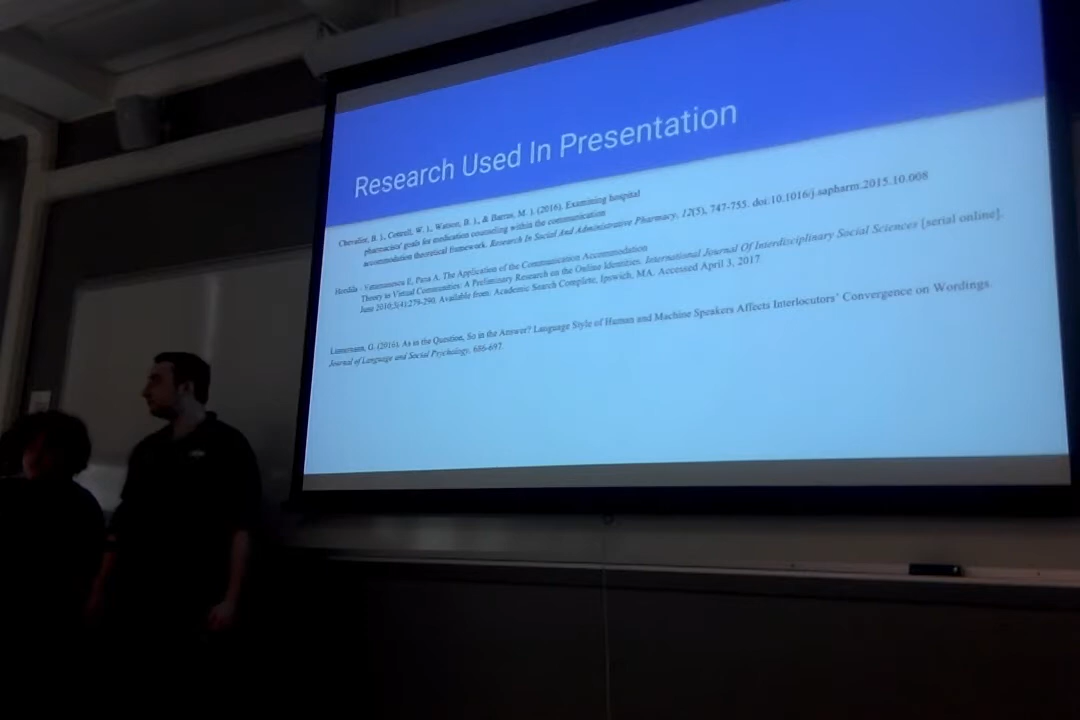 Research Used In Presentation
Chevalier, B. ), Cottrell, W. )., Watson, B. )., & Barras, M. ). (2016). Examining hospital
pharmacists' goals for medication counseling within the communication
accommodation theoretical framework. Research In Social And Administrative Pharmacy, 12(5), 747-755. doi:10.1016/j.sapharm.2015.10.008
E, A. The Application of the Communication Accommodation
Theory in Virtual Communities: A Preliminary Research on the Online Identities. International Journal Of Interdisciplinary Social Sciences [serial online].
June 2010;5(4):279-290. Available from: Academic Search Complete, Ipswich, MA. Accessed April 3, 2017.
G. (2016). As in the Question, So in the Answer? Language Style of Human and Machine Speakers Affects Interlocutors' Convergence on Wordings.
Journal of Language and Social Psychology, 686-697.